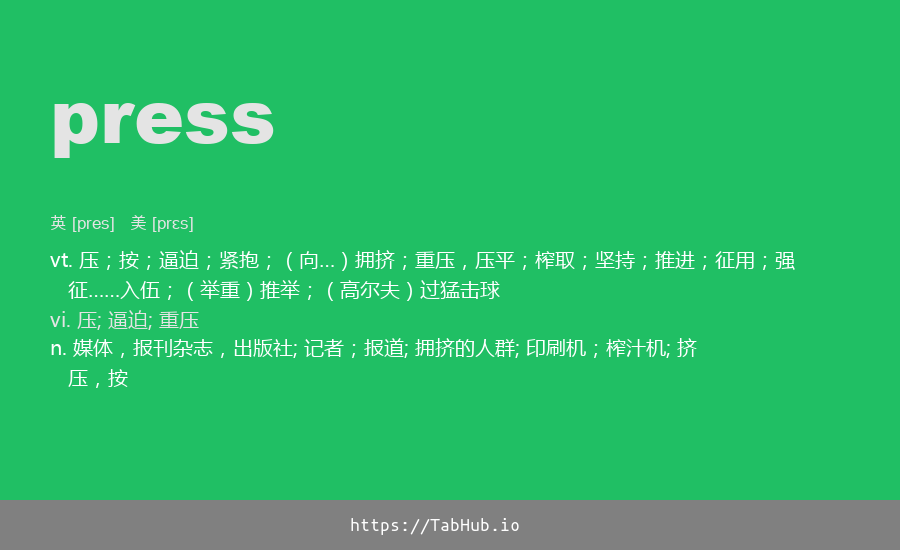 press
英 [pres]   美 [prɛs]
vt. 压；按；逼迫；紧抱；（向…）拥挤；重压，压平；榨取；坚持；推进；征用；强
征……入伍；（举重）推举；（高尔夫）过猛击球
vi. 压; 逼迫; 重压
n. 媒体，报刊杂志，出版社; 记者；报道; 拥挤的人群; 印刷机；榨汁机; 挤
压，按
https://TabHub.io